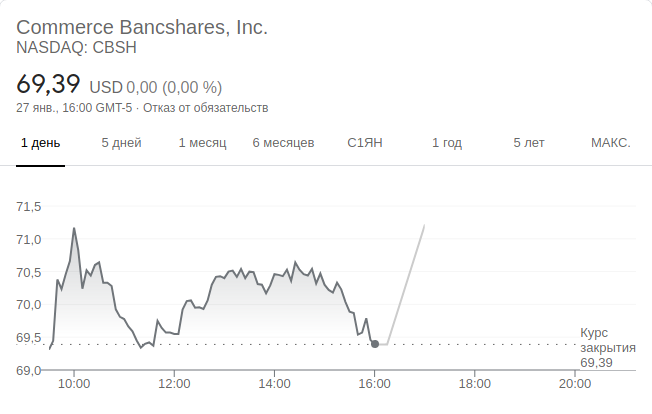 Commerce Bancshares, Inc.
NASDAQ: CBSH
69,39 USD 0,00 (0,00 %)
27 янв., 16:00 GMT-5 · Отказ от обязательств
1 день 5 дней 1 месяц 6 месяцев С1ЯН 1 год 5 лет МАКС.
71,5
71,0
70,5
70,0
69,5
69,0
Курс
закрытия
69,39
10:00 12:00 14:00 16:00 18:00 20:00